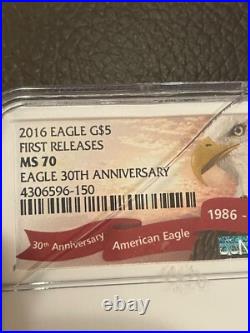 2016 EAGLE G$5
FIRST RELEASES
MS 70
EAGLE 30TH ANNIVERSARY
4306596-150
1986
30th Anniversary
American Eagle